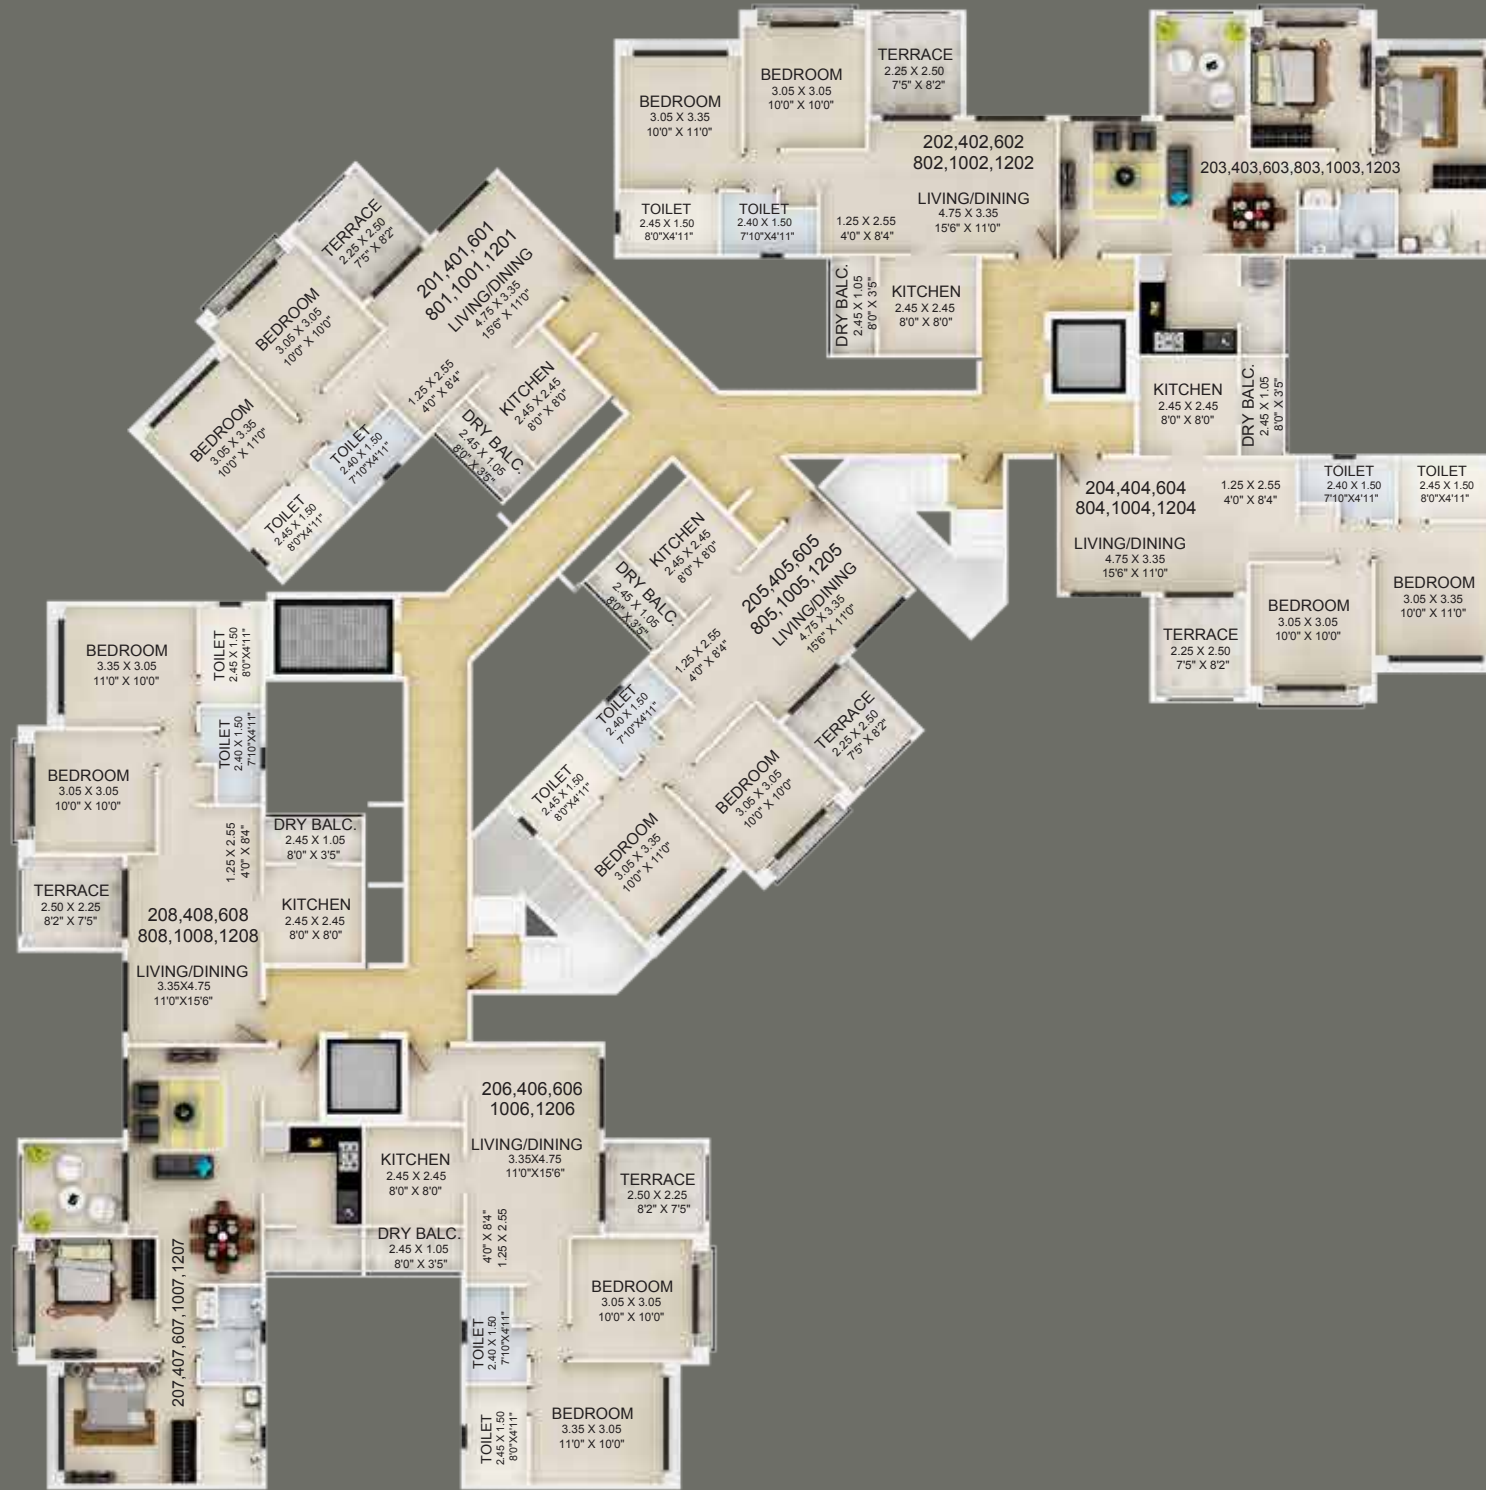 BEDROOM
3.05 X 3.35
10'0" X 11'0"
BEDROOM
3.05 X 3.05
10'0" X 10'0"
TERRACE
2.25 X 2.50
7'5" X 8'2"
202,402,602
802,1002,1202
LIVING/DINING
4.75 X 3.35
15'6" X 11'0"
TOILET
2.45 X 1.50
8'0"X4'11"
TOILET
2.40 X 1.50
7'10"X4'11"
1.25 X 2.55
4'0" X 8'4"
DRY BALC.
2.45 X 1.05
8'0" X 3'5"
KITCHEN
2.45 X 2.45
8'0" X 8'0"
203,403,603,803,1003,1203
TERRACE
2.25 X 2.50
7'5" X 8'2"
201,401,601
801,1001,1201
LIVING/DINING
4.75 X 3.35
15'6" X 11'0"
BEDROOM
3.05 X 3.05
10'0" X 10'0"
BEDROOM
3.05 X 3.35
10'0" X 11'0"
1.25 X 2.55
4'0" X 8'4"
KITCHEN
2.45 X 2.45
8'0" X 8'0"
DRY BALC.
2.45 X 1.05
8'0" X 3'5"
TOILET
2.40 X 1.50
7'10"X4'11"
TOILET
2.45 X 1.50
8'0"X4'11"
KITCHEN
2.45 X 2.45
8'0" X 8'0"
DRY BALC.
2.45 X 1.05
8'0" X 3'5"
204,404,604
804,1004,1204
LIVING/DINING
4.75 X 3.35
15'6" X 11'0"
1.25 X 2.55
4'0" X 8'4"
TOILET
2.40 X 1.50
7'10"X4'11"
TOILET
2.45 X 1.50
8'0"X4'11"
TERRACE
2.25 X 2.50
7'5" X 8'2"
BEDROOM
3.05 X 3.05
10'0" X 10'0"
BEDROOM
3.05 X 3.35
10'0" X 11'0"
KITCHEN
2.45 X 2.45
8'0" X 8'0"
DRY BALC.
2.45 X 1.05
8'0" X 3'5"
205,405,605
805,1005,1205
LIVING/DINING
4.75 X 3.35
15'6" X 11'0"
1.25 X 2.55
4'0" X 8'4"
TOILET
2.40 X 1.50
7'10"X4'11"
TOILET
2.45 X 1.50
8'0"X4'11"
TERRACE
2.25 X 2.50
7'5" X 8'2"
BEDROOM
3.05 X 3.05
10'0" X 10'0"
BEDROOM
3.05 X 3.35
10'0" X 11'0"
BEDROOM
3.35 X 3.05
11'0" X 10'0"
TOILET
2.45 X 1.50
8'0"X4'11"
TOILET
2.40 X 1.50
7'10"X4'11"
BEDROOM
3.05 X 3.05
10'0" X 10'0"
1.25 X 2.55
4'0" X 8'4"
DRY BALC.
2.45 X 1.05
8'0" X 3'5"
TERRACE
2.50 X 2.25
8'2" X 7'5"
208,408,608
808,1008,1208
KITCHEN
2.45 X 2.45
8'0" X 8'0"
LIVING/DINING
3.35X4.75
11'0"X15'6"
206,406,606
1006,1206
LIVING/DINING
3.35X4.75
11'0"X15'6"
KITCHEN
2.45 X 2.45
8'0" X 8'0"
TERRACE
2.50 X 2.25
8'2" X 7'5"
DRY BALC.
2.45 X 1.05
8'0" X 3'5"
4'0" X 8'4"
1.25 X 2.55
207,407,607,1007,1207
BEDROOM
3.05 X 3.05
10'0" X 10'0"
TOILET
2.40 X 1.50
7'10"X4'11"
TOILET
2.45 X 1.50
8'0"X4'11"
BEDROOM
3.35 X 3.05
11'0" X 10'0"